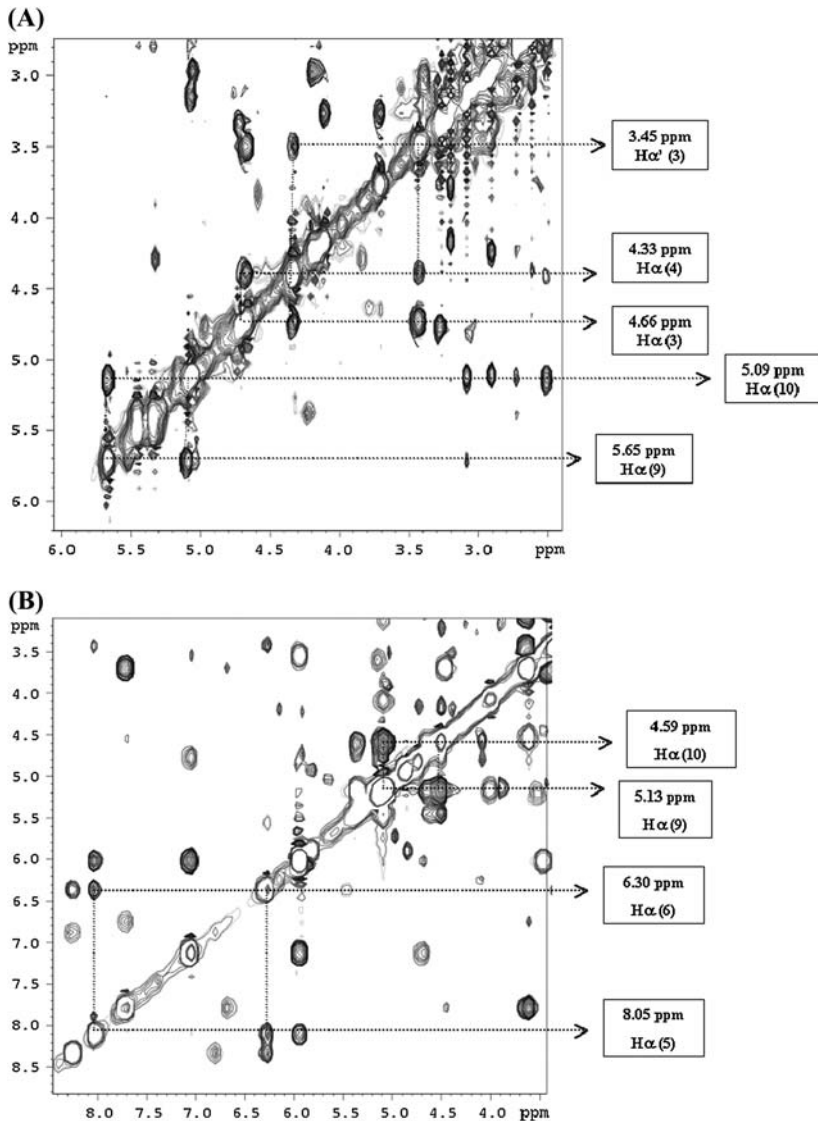 (A)
ppm
3.0
3.5
4.0
4.5
5.0
5.5
6.0
6.0 5.5 5.0 4.5 4.0 3.5 3.0 ppm
3.45 ppm
Hα' (3)
4.33 ppm
Hα (4)
4.66 ppm
Hα (3)
5.09 ppm
Hα (10)
5.65 ppm
Hα (9)
(B)
ppm
3.5
4.0
4.5
5.0
5.5
6.0
6.5
7.0
7.5
8.0
8.5
8.0 7.5 7.0 6.5 6.0 5.5 5.0 4.5 4.0 ppm
4.59 ppm
Hα (10)
5.13 ppm
Hα (9)
6.30 ppm
Hα (6)
8.05 ppm
Hα (5)